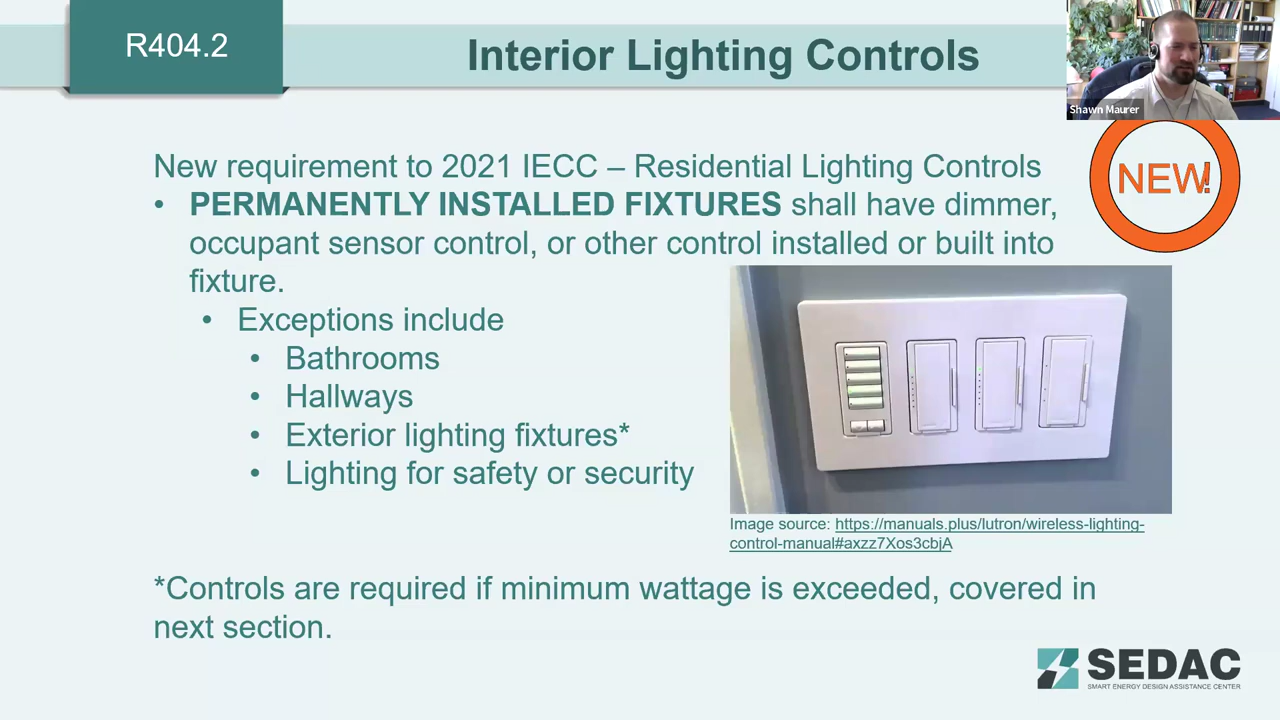 R404.2
Interior Lighting Controls
Shawn Maurer
NEW!
New requirement to 2021 IECC – Residential Lighting Controls
• PERMANENTLY INSTALLED FIXTURES shall have dimmer,
occupant sensor control, or other control installed or built into
fixture.
• Exceptions include
• Bathrooms
• Hallways
• Exterior lighting fixtures*
• Lighting for safety or security
Image source: https://manuals.plus/lutron/wireless-lighting-
control-manual#axzz7Xos3cbjA
*Controls are required if minimum wattage is exceeded, covered in
next section.
SEDAC
SMART ENERGY DESIGN ASSISTANCE CENTER